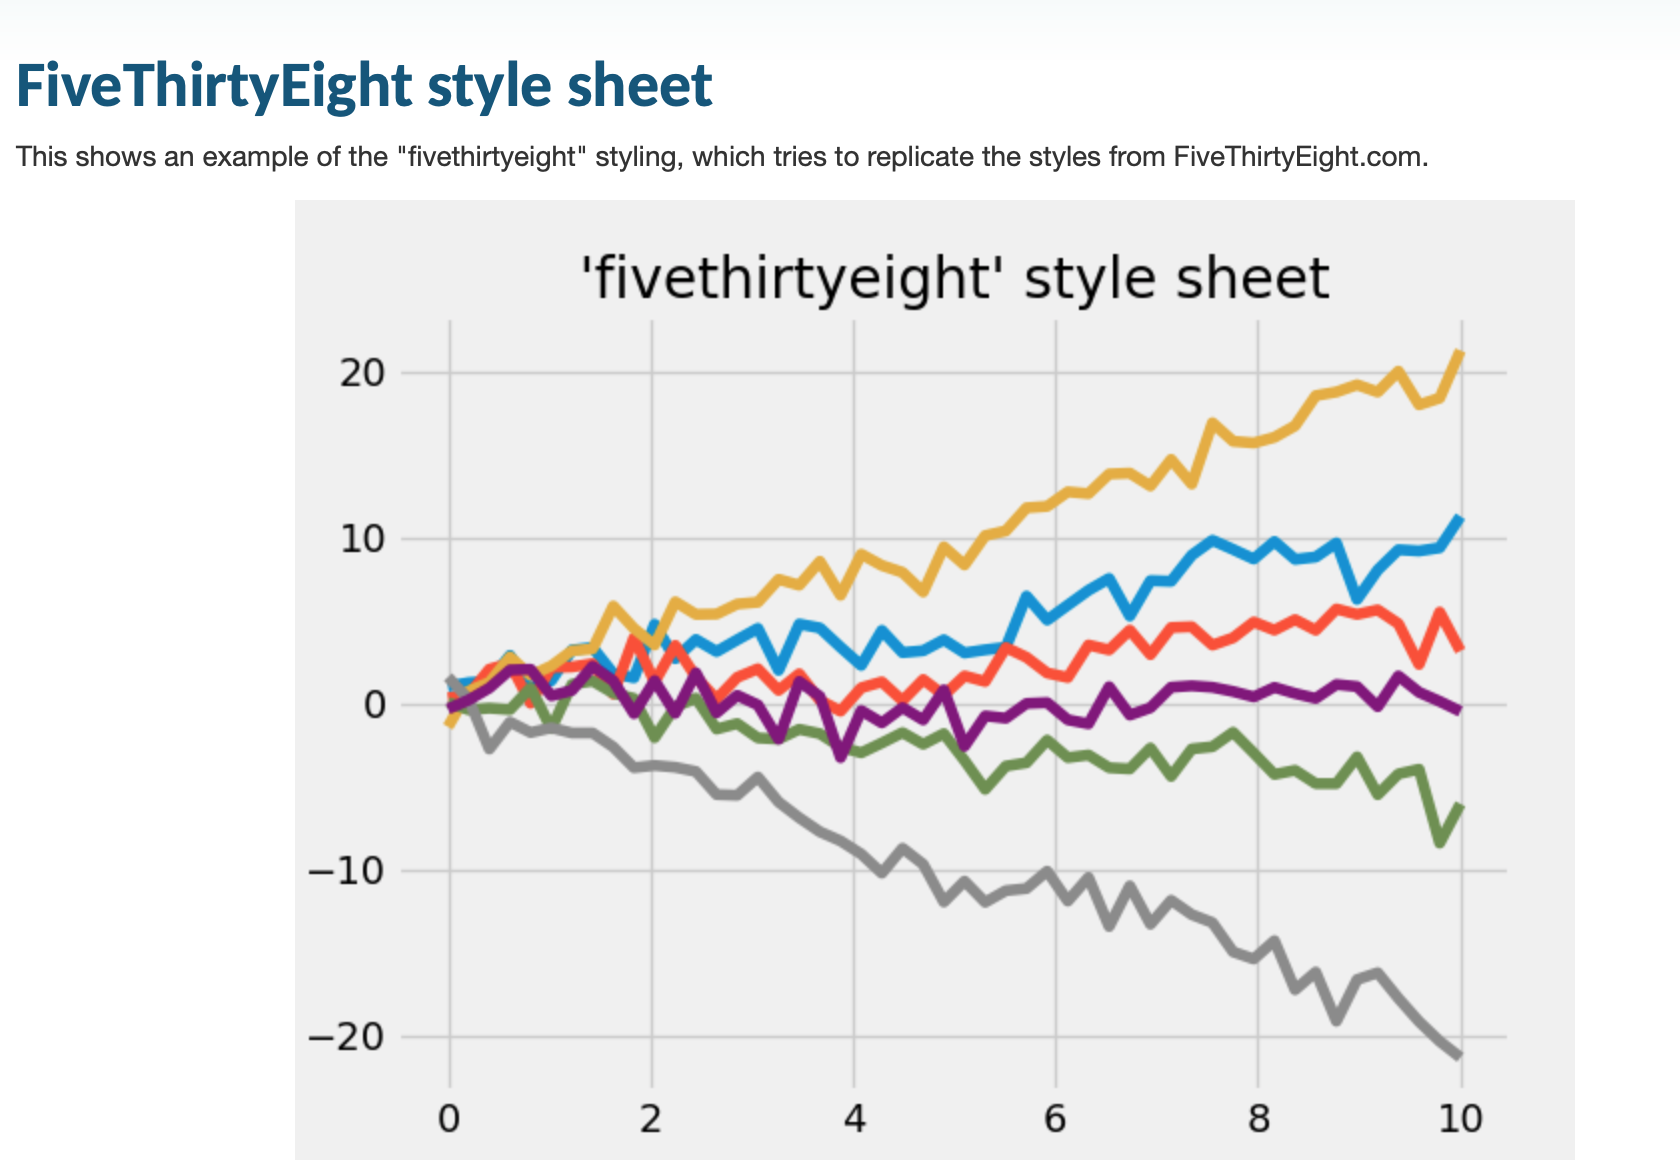 FiveThirtyEight style sheet
This shows an example of the "fivethirtyeight" styling, which tries to replicate the styles from FiveThirtyEight.com.
'fivethirtyeight' style sheet
20
10
0
−10
−20
0 2 4 6 8 10